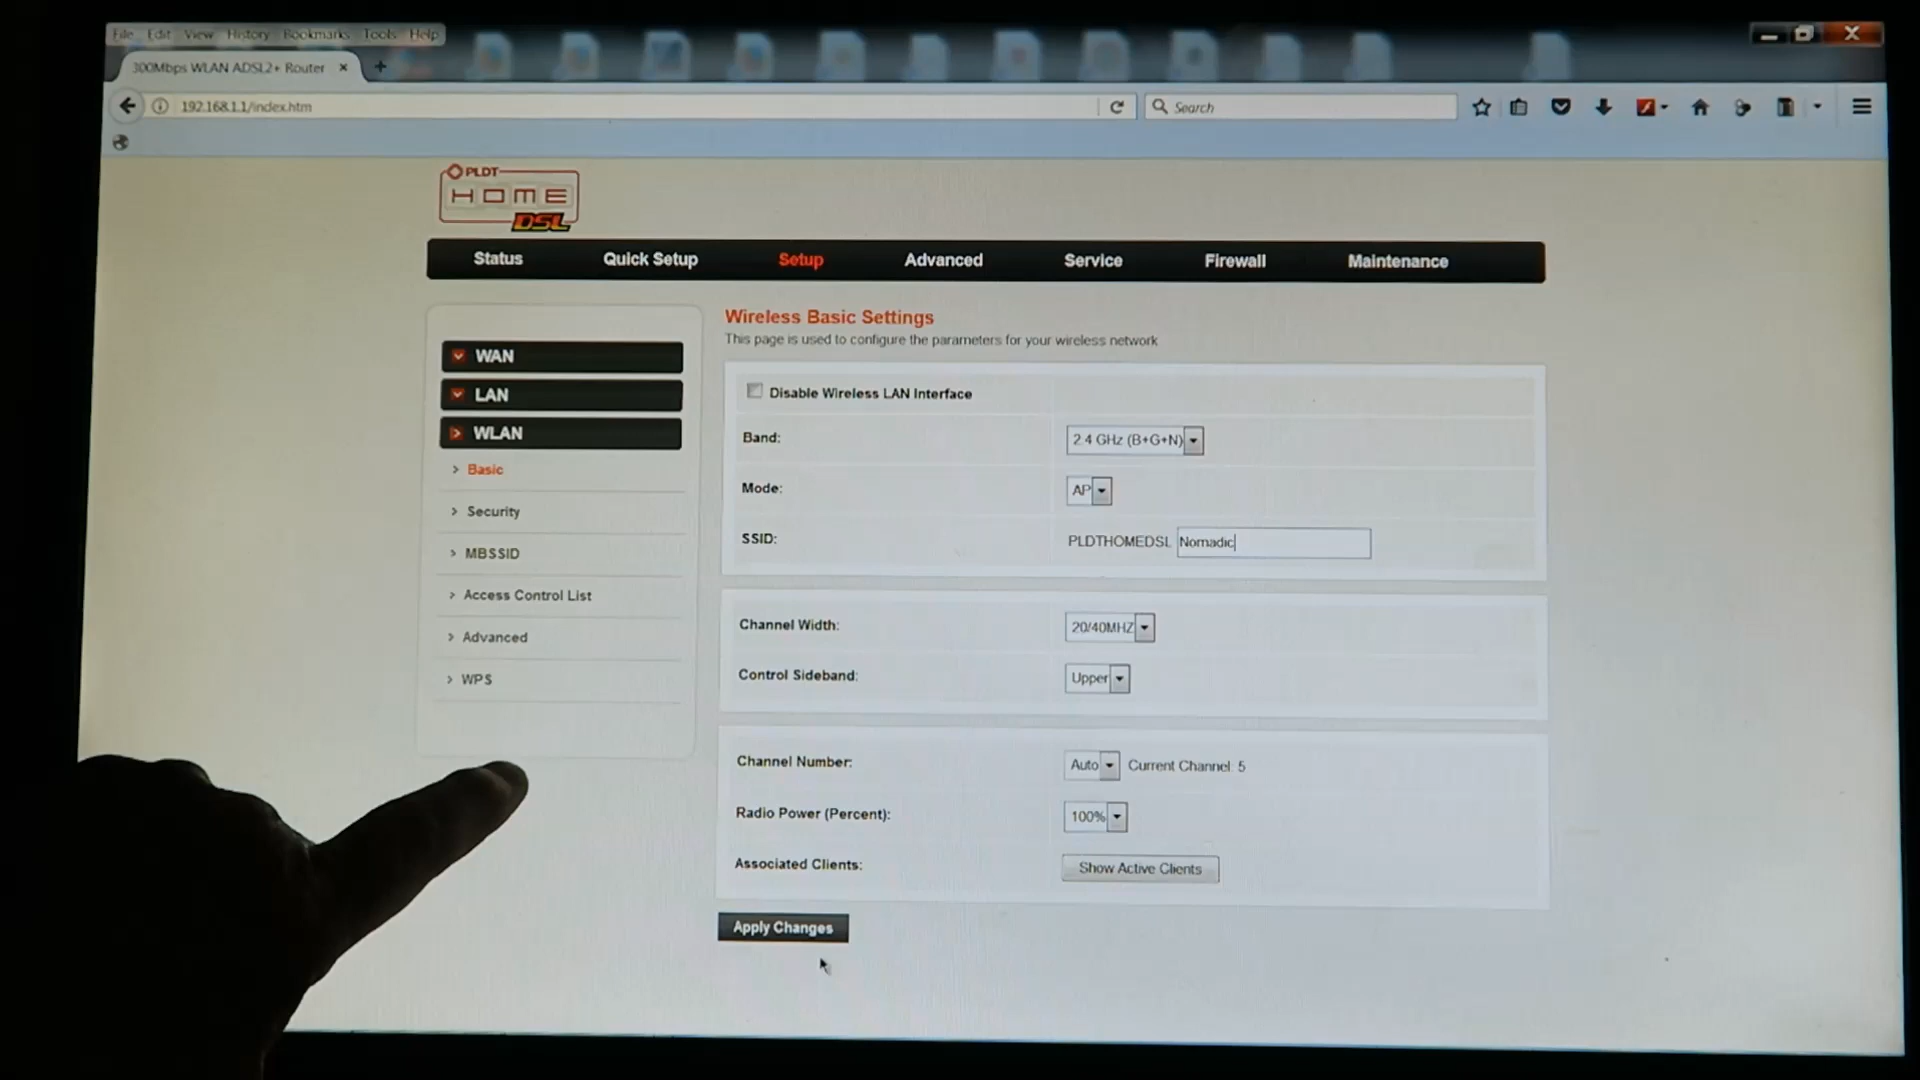 File Edit View History Bookmarks Tools Help
300Mbps WLAN ADSL2+ Router
192.168.1.1/index.htm
Search
PLDT
HOME
DSL
Status Quick Setup Setup Advanced Service Firewall Maintenance
WAN
LAN
WLAN
Basic
Security
MBSSID
Access Control List
Advanced
WPS
Wireless Basic Settings
This page is used to configure the parameters for your wireless network
Disable Wireless LAN Interface
Band: 2.4 GHz (B+G+N)
Mode: AP
SSID: PLDTHOMEDSL Nomadic
Channel Width: 20/40MHZ
Control Sideband: Upper
Channel Number: Auto Current Channel: 5
Radio Power (Percent): 100%
Associated Clients: Show Active Clients
Apply Changes